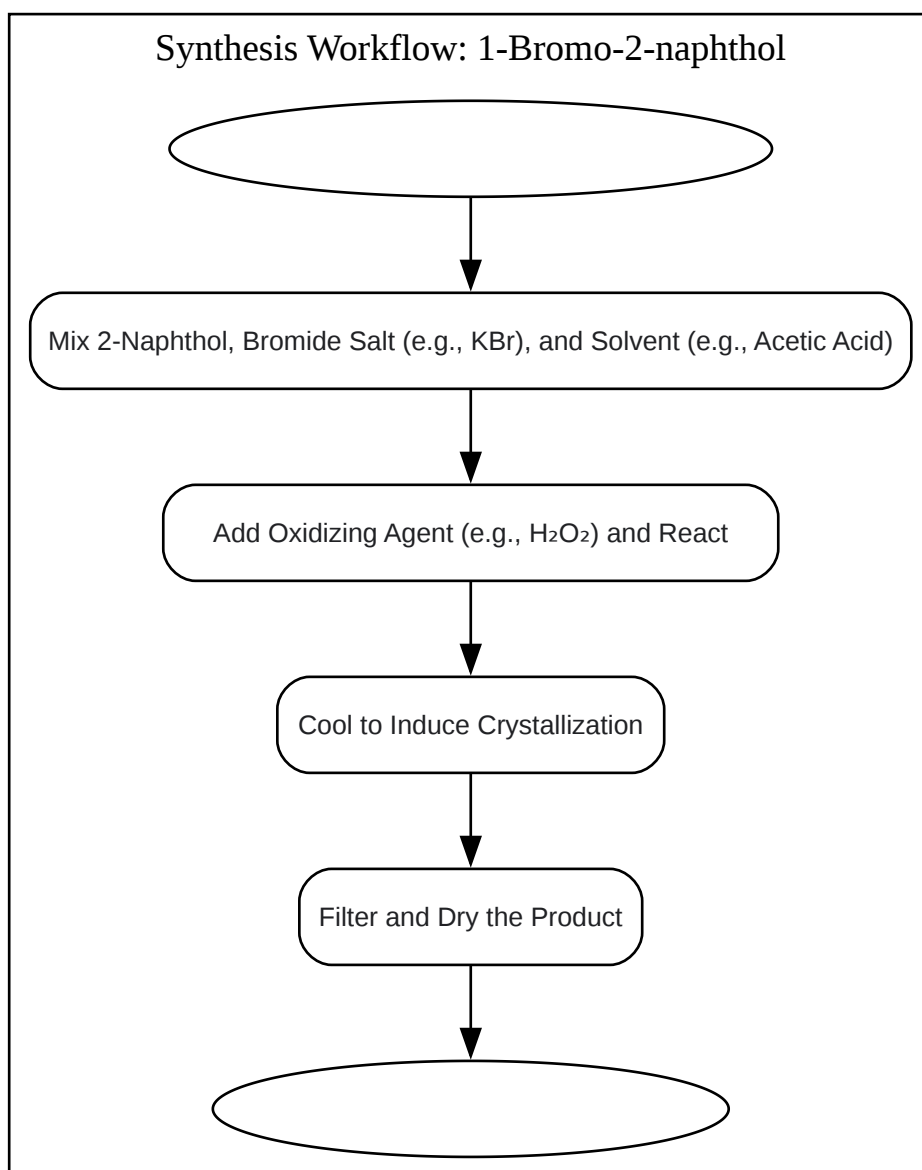 Synthesis Workflow: 1-Bromo-2-naphthol
Mix 2-Naphthol, Bromide Salt (e.g., KBr), and Solvent (e.g., Acetic Acid)
Add Oxidizing Agent (e.g., H₂O₂) and React
Cool to Induce Crystallization
Filter and Dry the Product